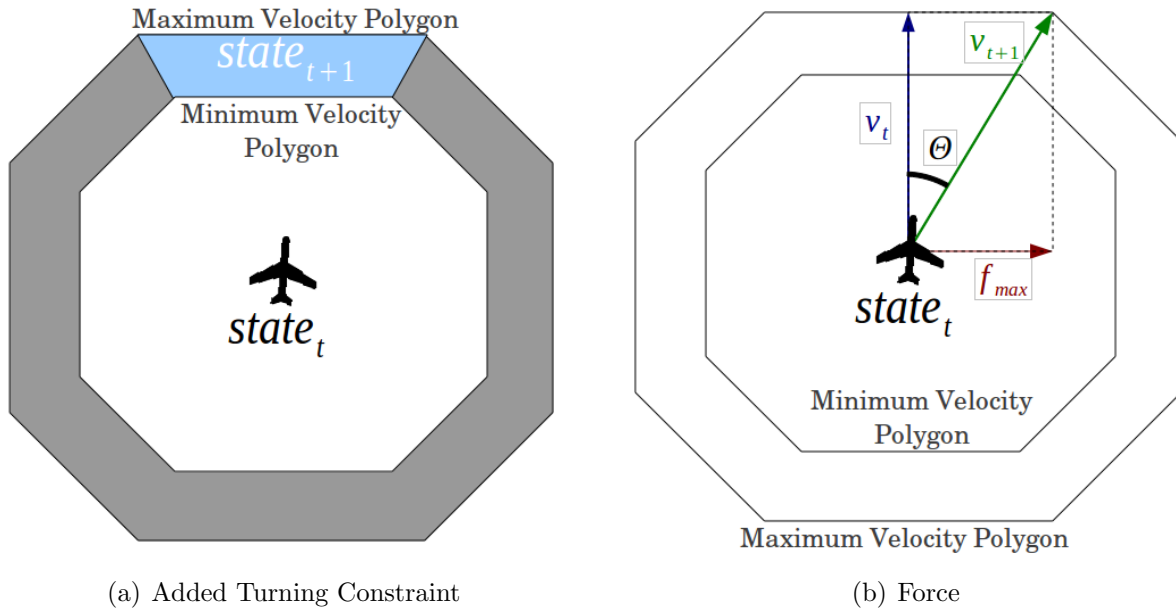 Maximum Velocity Polygon
state t+1
Minimum Velocity
Polygon
state t
(a) Added Turning Constraint
v t+1
v t
Θ
f max
state t
Minimum Velocity
Polygon
Maximum Velocity Polygon
(b) Force